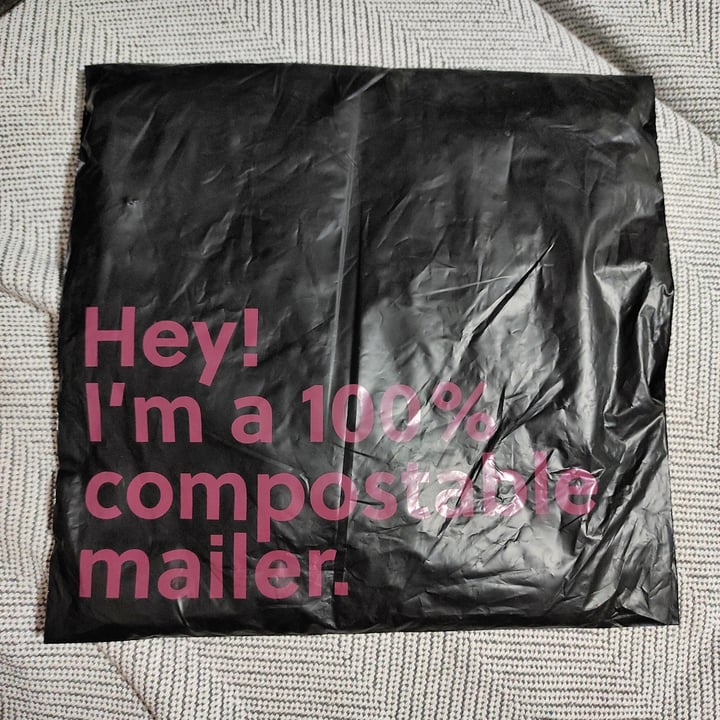 Hey!
I'm a 100%
compostable
mailer.